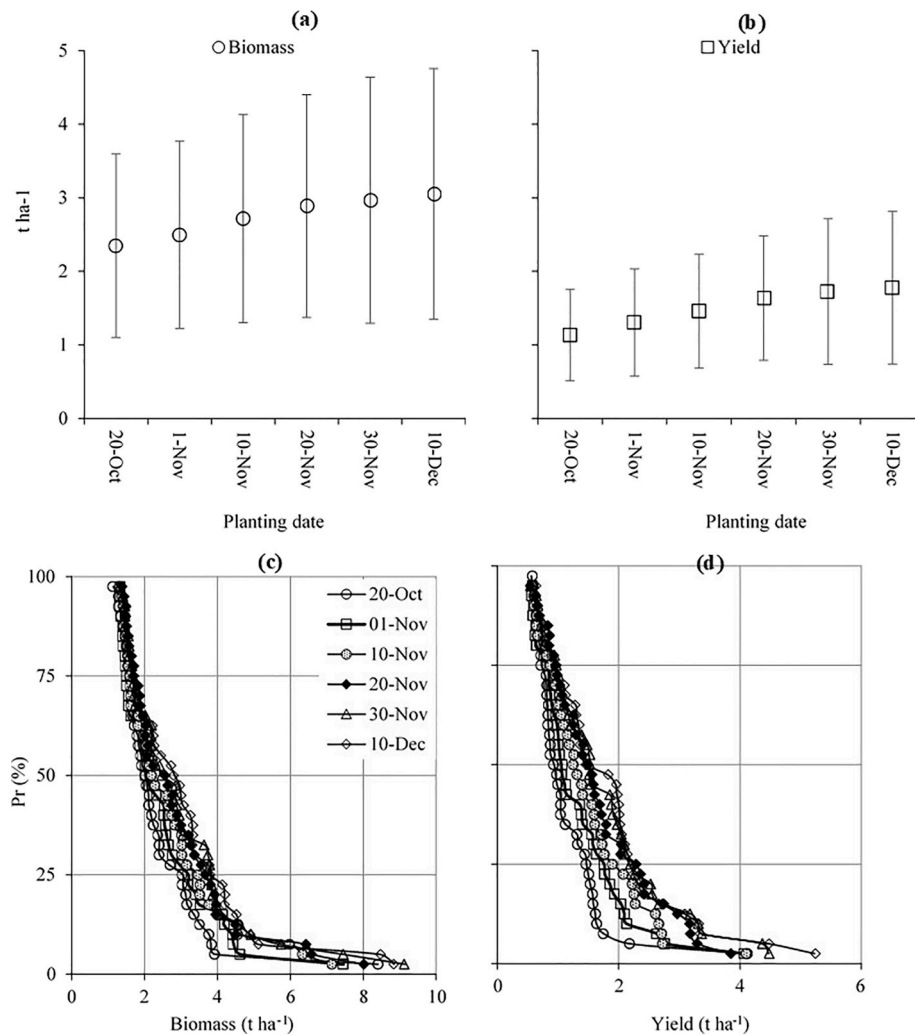 (a)
Biomass
5
4
3
2
1
0
t ha-1
20-Oct
1-Nov
10-Nov
20-Nov
30-Nov
10-Dec
Planting date
(b)
Yield
20-Oct
1-Nov
10-Nov
20-Nov
30-Nov
10-Dec
Planting date
(c)
100
75
50
25
0
Pr (%)
20-Oct
01-Nov
10-Nov
20-Nov
30-Nov
10-Dec
0 2 4 6 8 10
Biomass (t ha⁻¹)
(d)
0 2 4 6
Yield (t ha⁻¹)